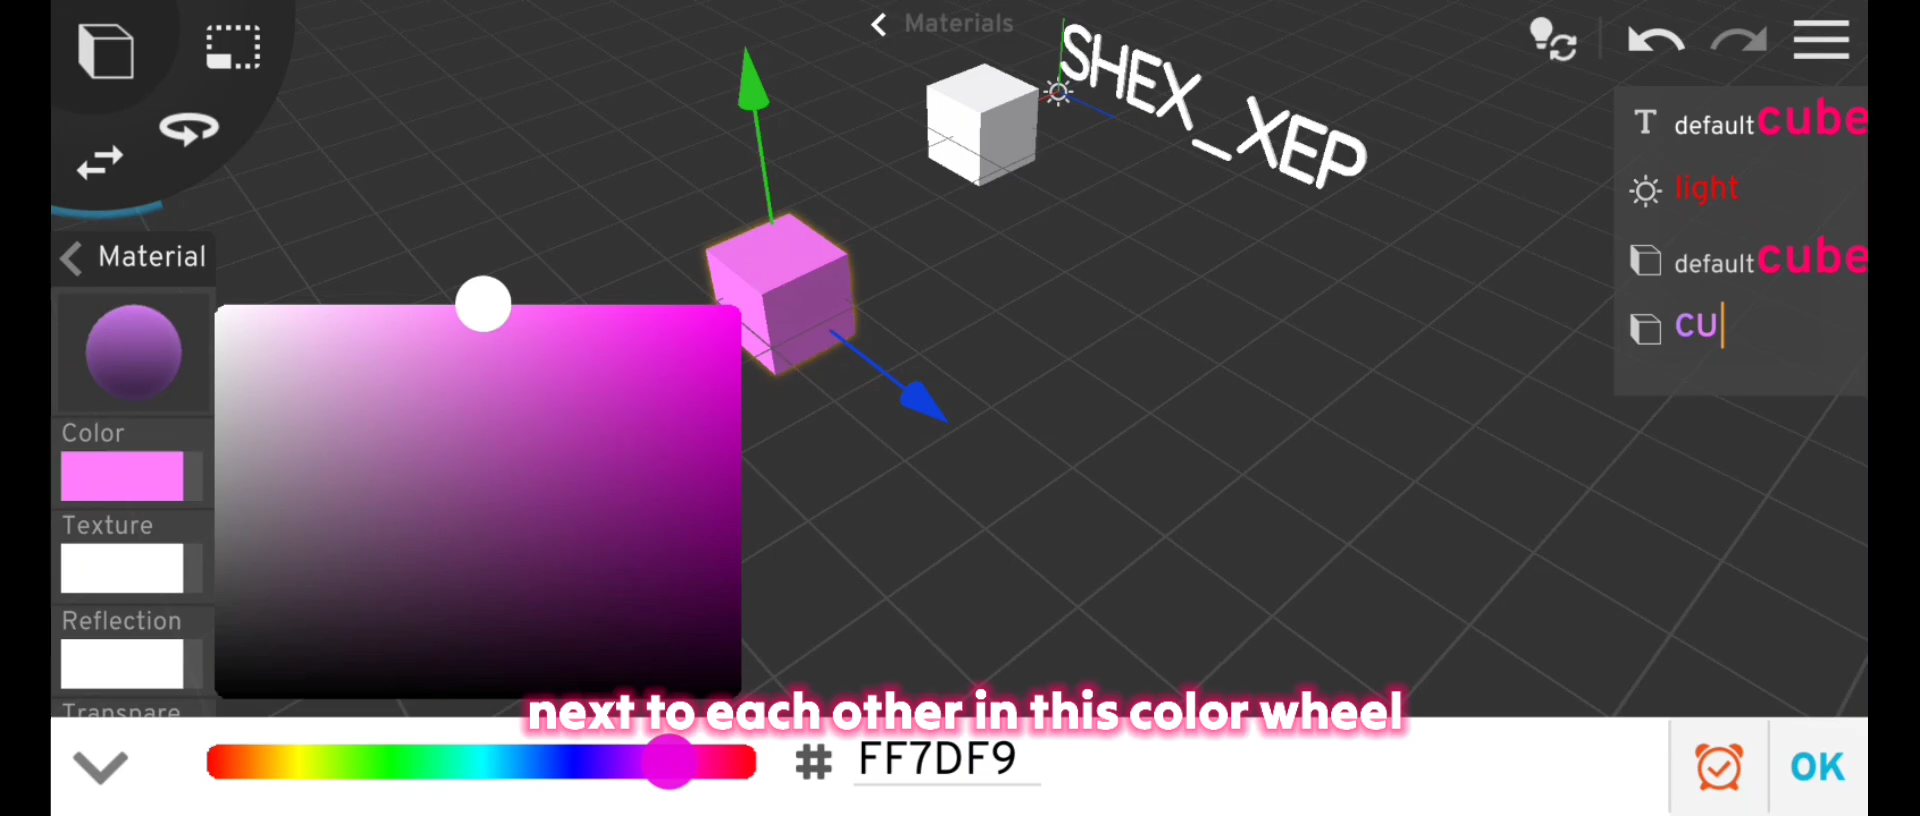 Materials
SHEX_XEP
default cube
light
default cube
cu
Material
Color
Texture
Reflection
Transpare
next to each other in this color wheel
# FF7DF9
OK